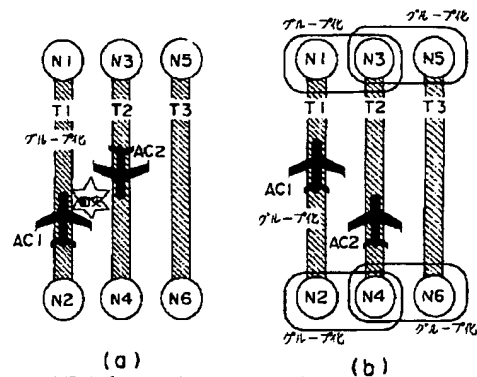 N1 N3 N5
T1 T2 T3
グループ化
AC2
衝突
AC1
N2 N4 N6
(a)
グループ化
グループ化
N1 N3 N5
T1 T2 T3
AC1
グループ化
AC2
N2 N4 N6
グループ化
グループ化
(b)